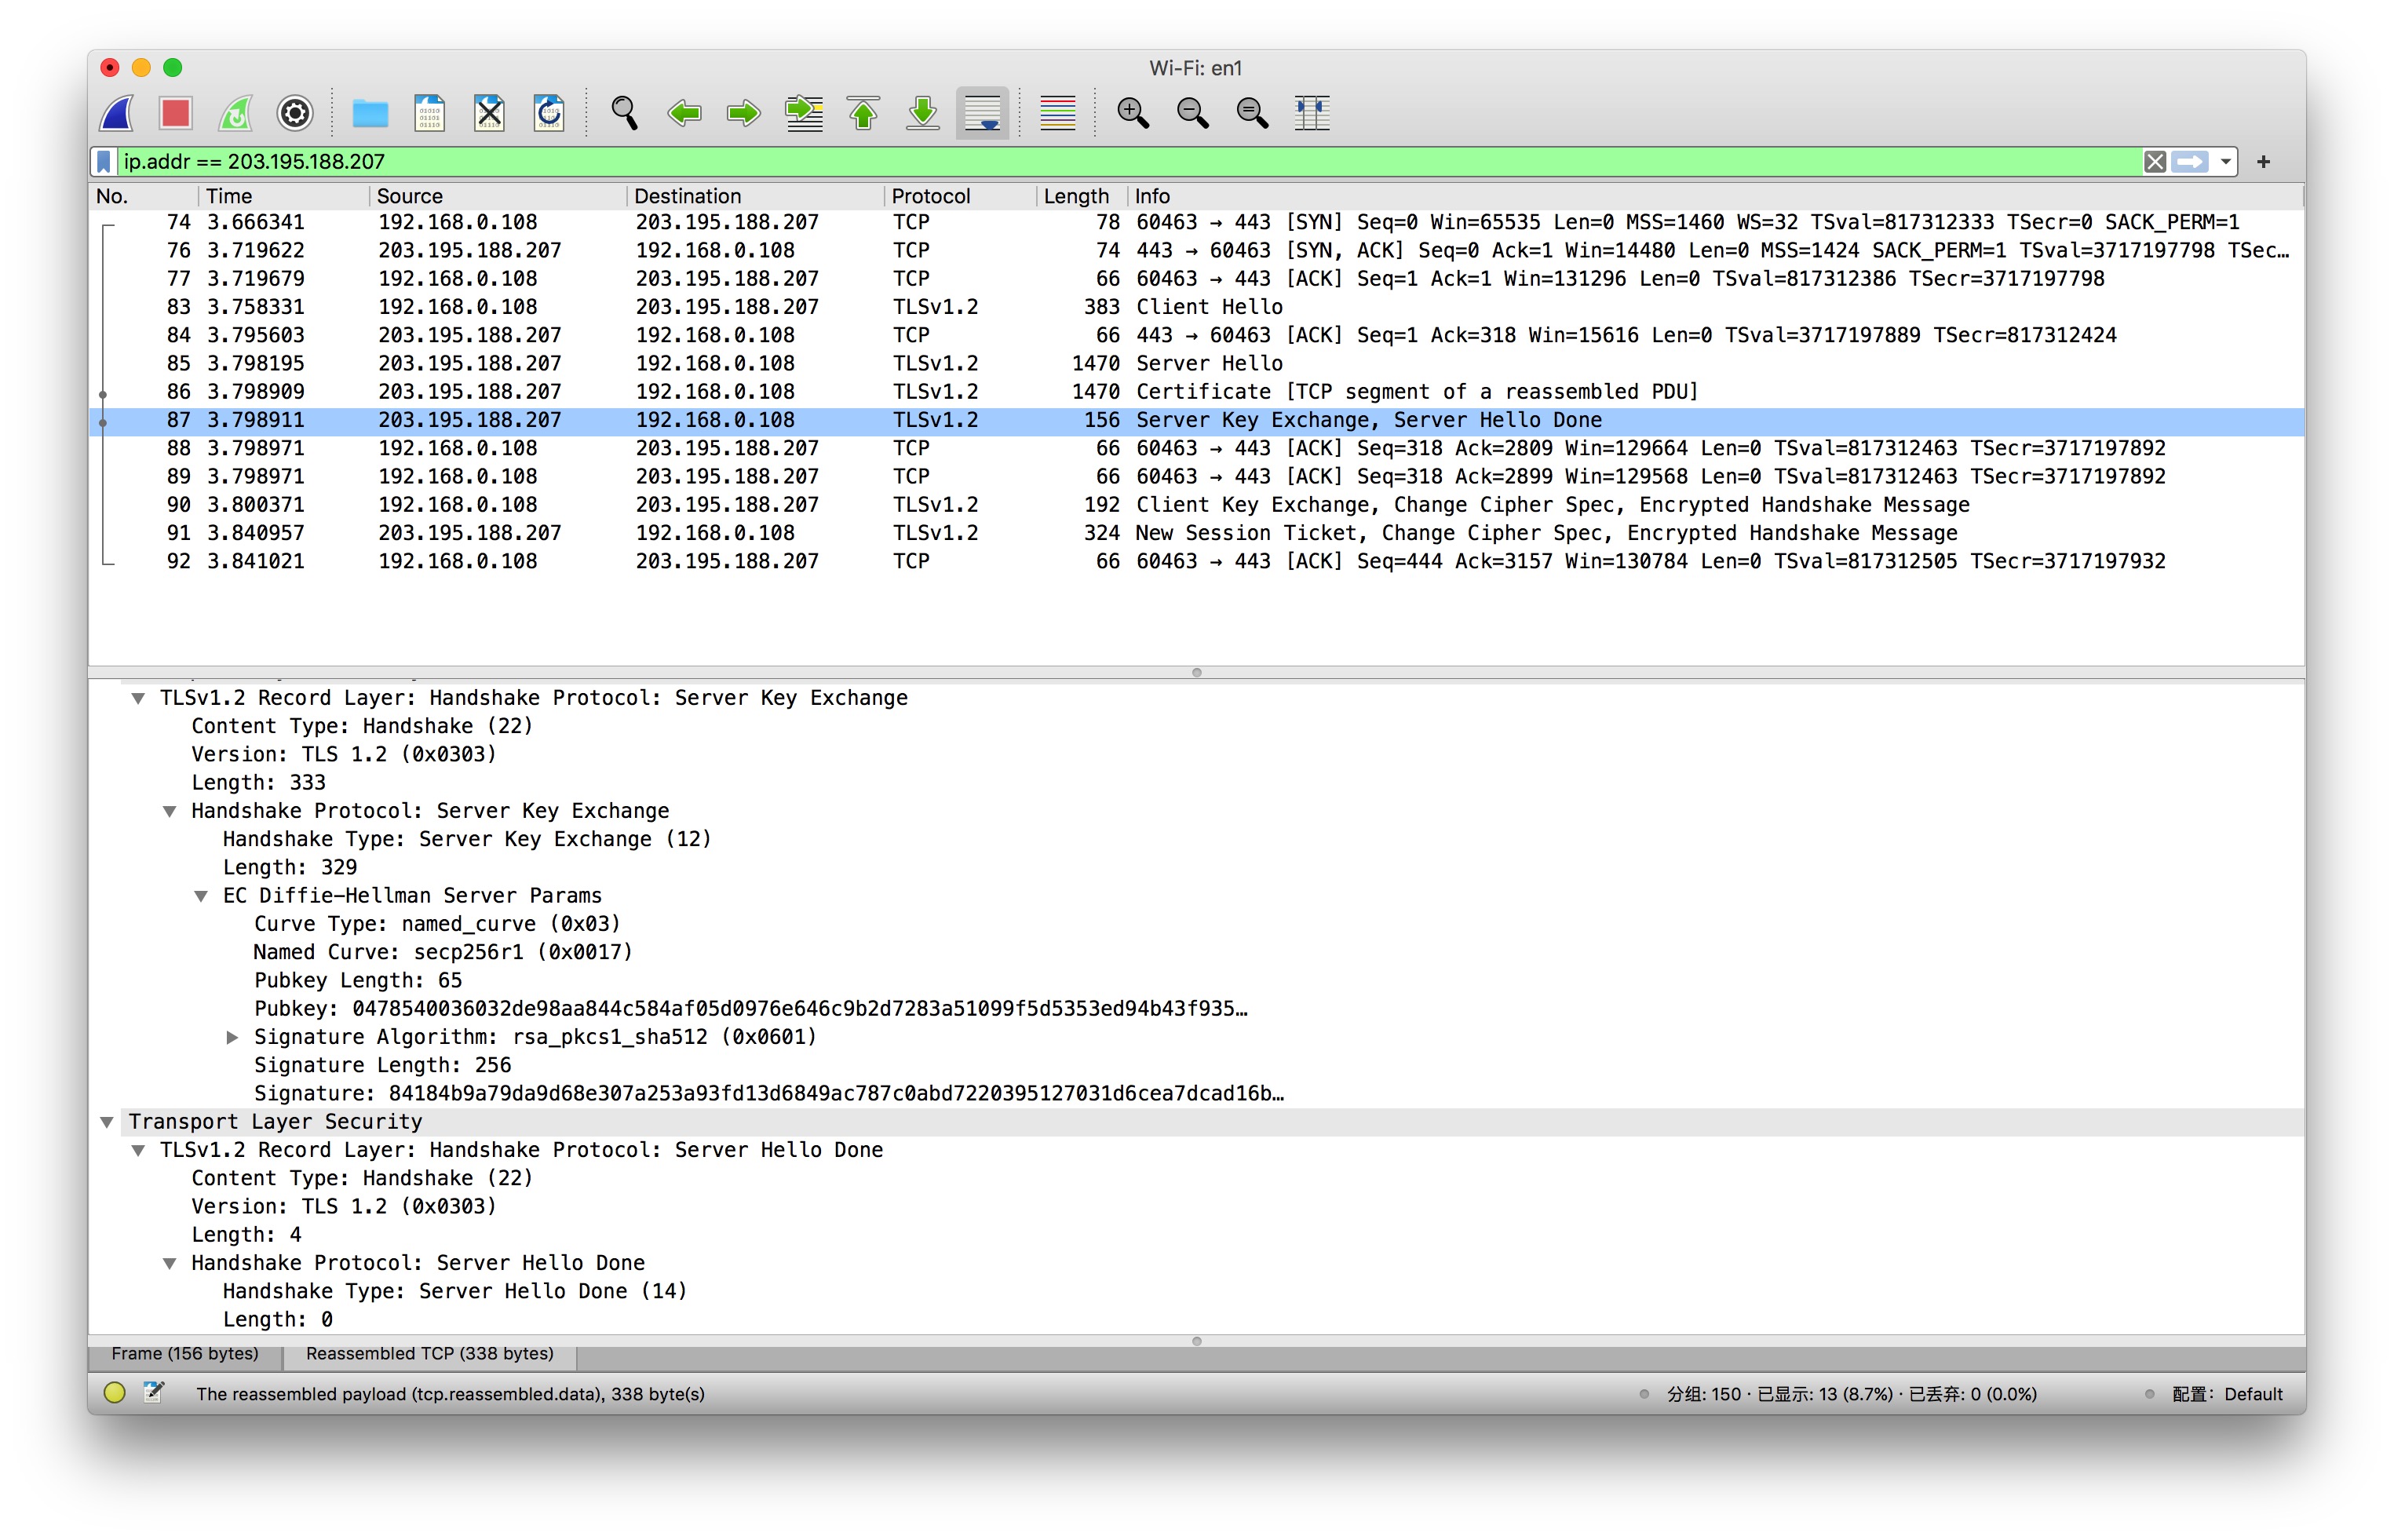 Wi-Fi: en1
ip.addr == 203.195.188.207
No. Time Source Destination Protocol Length Info
74 3.666341 192.168.0.108 203.195.188.207 TCP 78 60463 → 443 [SYN] Seq=0 Win=65535 Len=0 MSS=1460 WS=32 TSval=817312333 TSecr=0 SACK_PERM=1
76 3.719622 203.195.188.207 192.168.0.108 TCP 74 443 → 60463 [SYN, ACK] Seq=0 Ack=1 Win=14480 Len=0 MSS=1424 SACK_PERM=1 TSval=3717197798 TSec…
77 3.719679 192.168.0.108 203.195.188.207 TCP 66 60463 → 443 [ACK] Seq=1 Ack=1 Win=131296 Len=0 TSval=817312386 TSecr=3717197798
83 3.758331 192.168.0.108 203.195.188.207 TLSv1.2 383 Client Hello
84 3.795603 203.195.188.207 192.168.0.108 TCP 66 443 → 60463 [ACK] Seq=1 Ack=318 Win=15616 Len=0 TSval=3717197889 TSecr=817312424
85 3.798195 203.195.188.207 192.168.0.108 TLSv1.2 1470 Server Hello
86 3.798909 203.195.188.207 192.168.0.108 TLSv1.2 1470 Certificate [TCP segment of a reassembled PDU]
87 3.798911 203.195.188.207 192.168.0.108 TLSv1.2 156 Server Key Exchange, Server Hello Done
88 3.798971 192.168.0.108 203.195.188.207 TCP 66 60463 → 443 [ACK] Seq=318 Ack=2809 Win=129664 Len=0 TSval=817312463 TSecr=3717197892
89 3.798971 192.168.0.108 203.195.188.207 TCP 66 60463 → 443 [ACK] Seq=318 Ack=2899 Win=129568 Len=0 TSval=817312463 TSecr=3717197892
90 3.800371 192.168.0.108 203.195.188.207 TLSv1.2 192 Client Key Exchange, Change Cipher Spec, Encrypted Handshake Message
91 3.840957 203.195.188.207 192.168.0.108 TLSv1.2 324 New Session Ticket, Change Cipher Spec, Encrypted Handshake Message
92 3.841021 192.168.0.108 203.195.188.207 TCP 66 60463 → 443 [ACK] Seq=444 Ack=3157 Win=130784 Len=0 TSval=817312505 TSecr=3717197932
TLSv1.2 Record Layer: Handshake Protocol: Server Key Exchange
Content Type: Handshake (22)
Version: TLS 1.2 (0x0303)
Length: 333
Handshake Protocol: Server Key Exchange
Handshake Type: Server Key Exchange (12)
Length: 329
EC Diffie-Hellman Server Params
Curve Type: named_curve (0x03)
Named Curve: secp256r1 (0x0017)
Pubkey Length: 65
Pubkey: 0478540036032de98aa844c584af05d0976e646c9b2d7283a51099f5d5353ed94b43f935…
Signature Algorithm: rsa_pkcs1_sha512 (0x0601)
Signature Length: 256
Signature: 84184b9a79da9d68e307a253a93fd13d6849ac787c0abd7220395127031d6cea7dcad16b…
Transport Layer Security
TLSv1.2 Record Layer: Handshake Protocol: Server Hello Done
Content Type: Handshake (22)
Version: TLS 1.2 (0x0303)
Length: 4
Handshake Protocol: Server Hello Done
Handshake Type: Server Hello Done (14)
Length: 0
Frame (156 bytes) Reassembled TCP (338 bytes)
The reassembled payload (tcp.reassembled.data), 338 byte(s) 分组: 150 · 已显示: 13 (8.7%) · 已丢弃: 0 (0.0%) 配置: Default